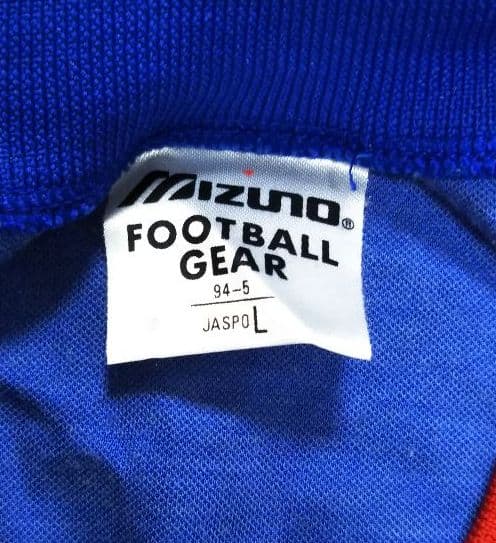 MIZUNO®
FOOTBALL
GEAR
94-5
JASPO L